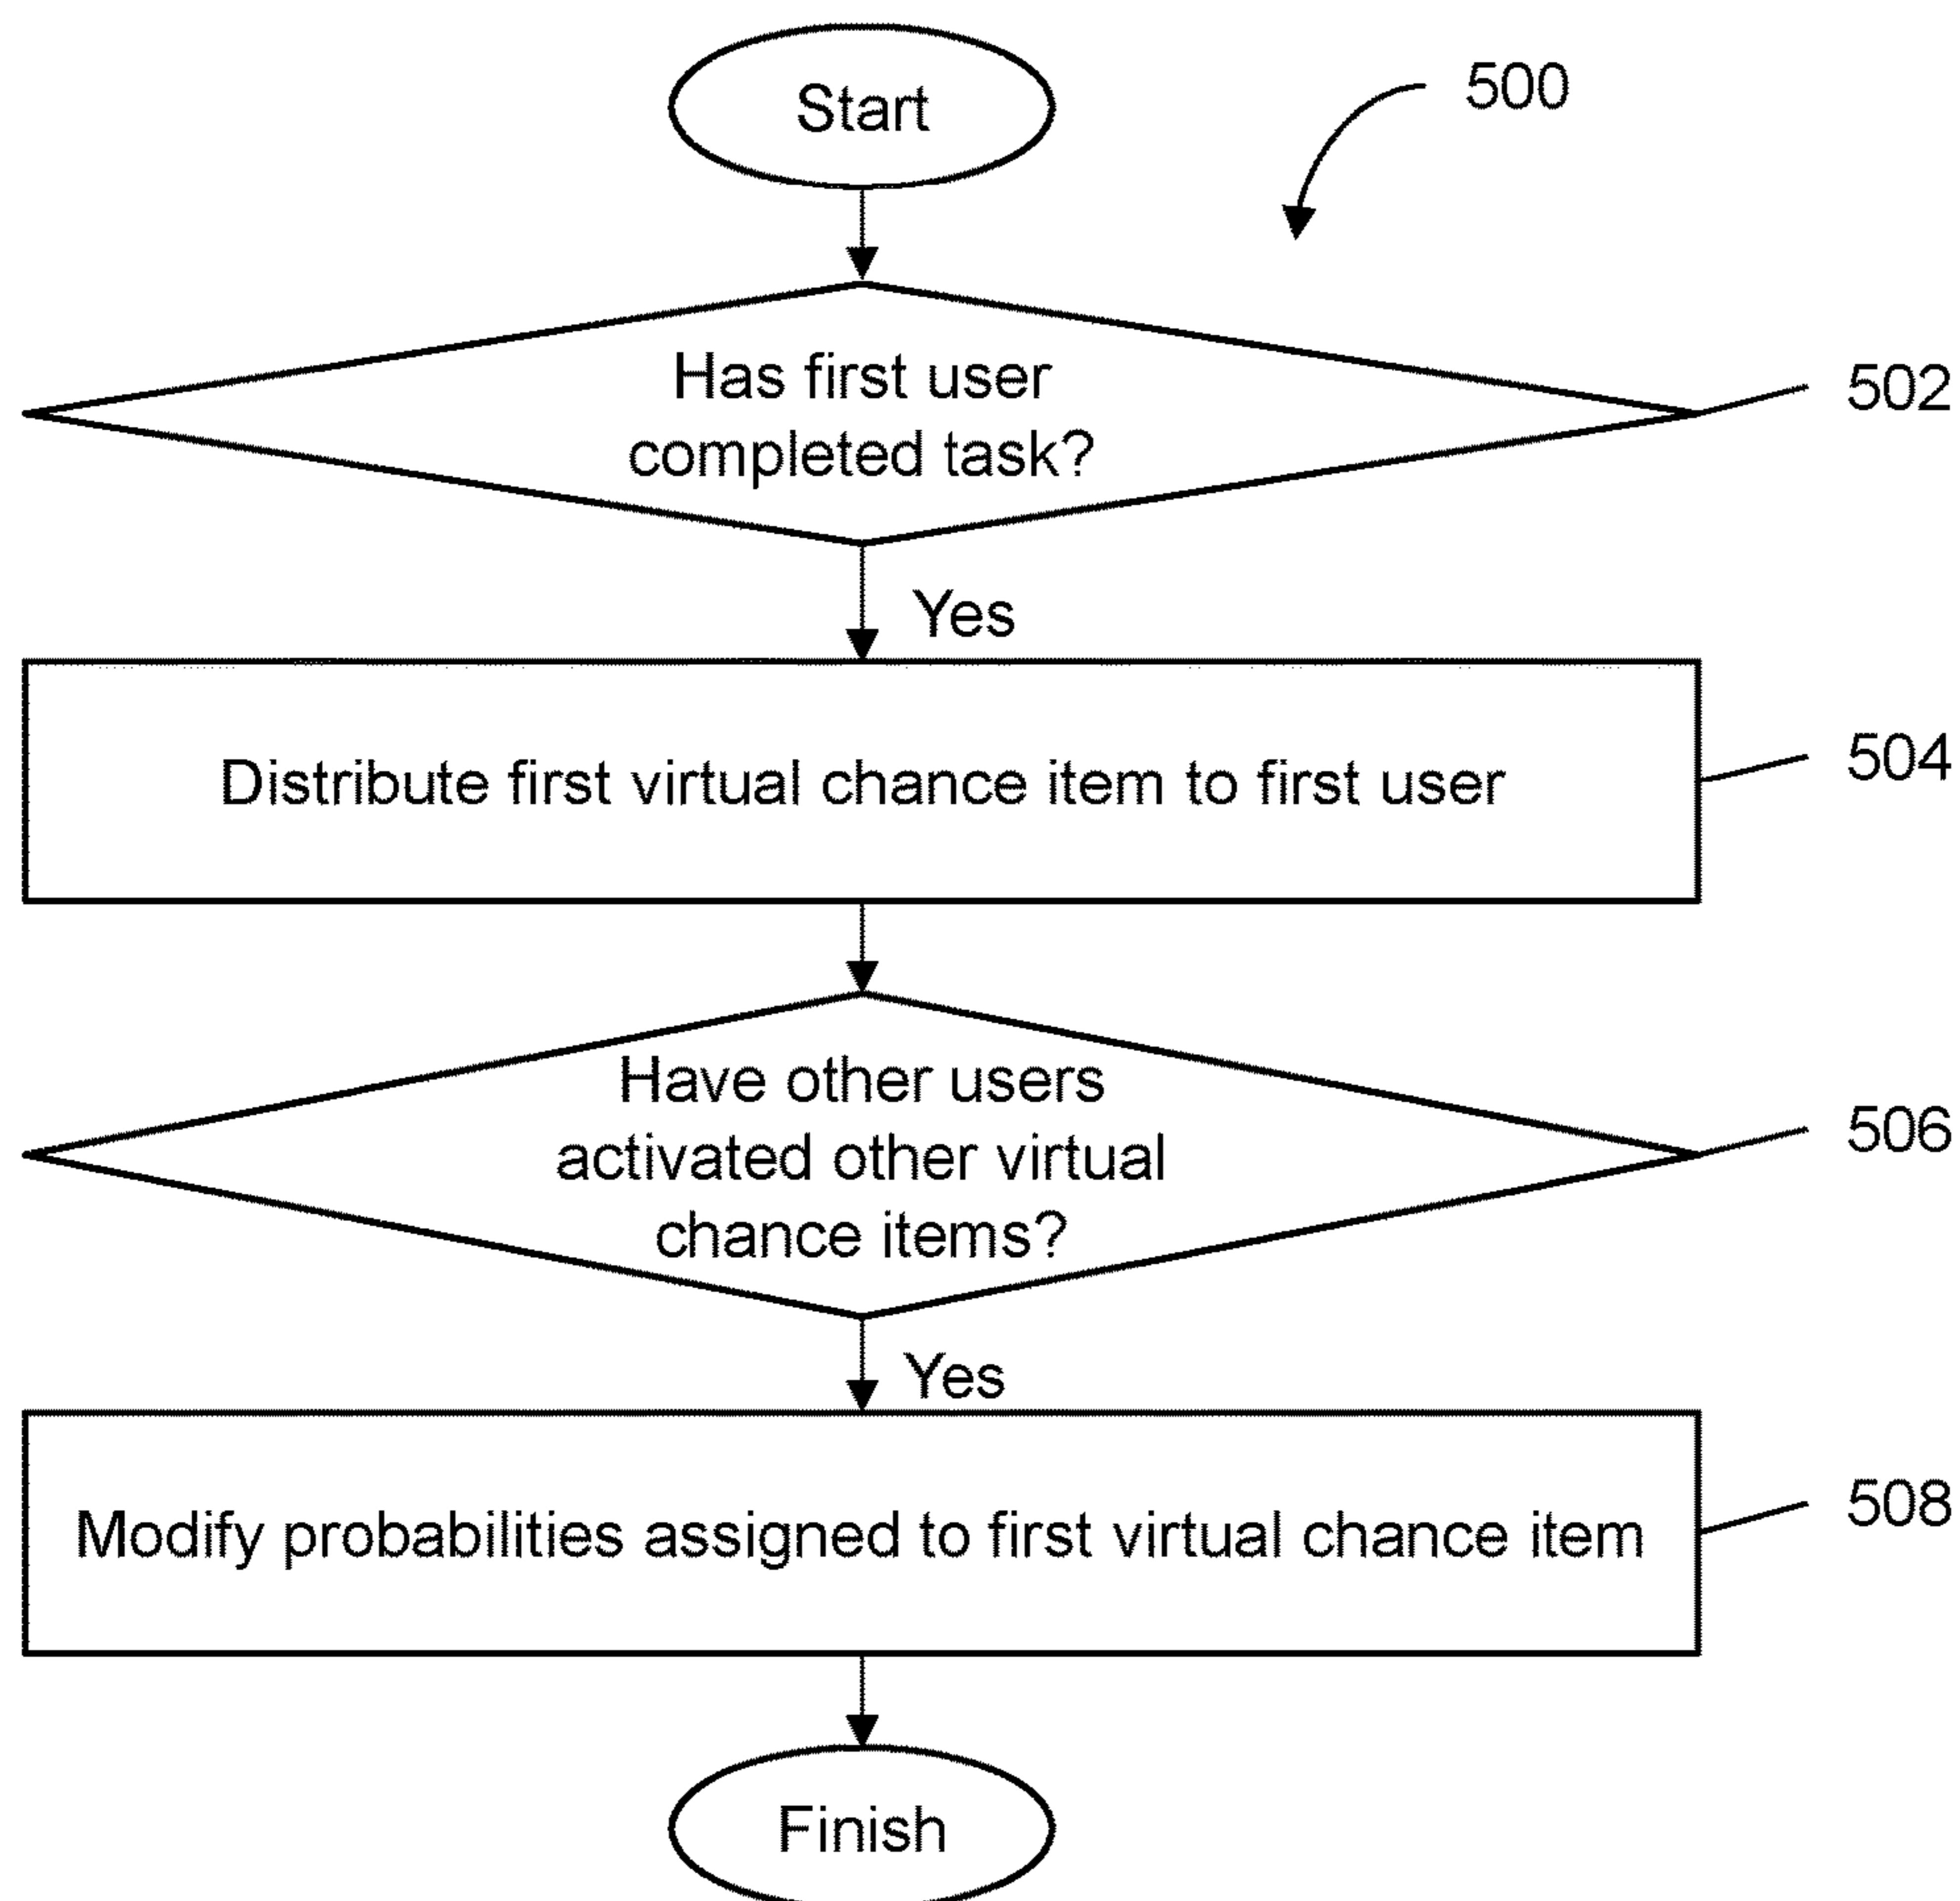 Start
500
Has first user
completed task?
502
Yes
Distribute first virtual chance item to first user
504
Have other users
activated other virtual
chance items?
506
Yes
Modify probabilities assigned to first virtual chance item
508
Finish